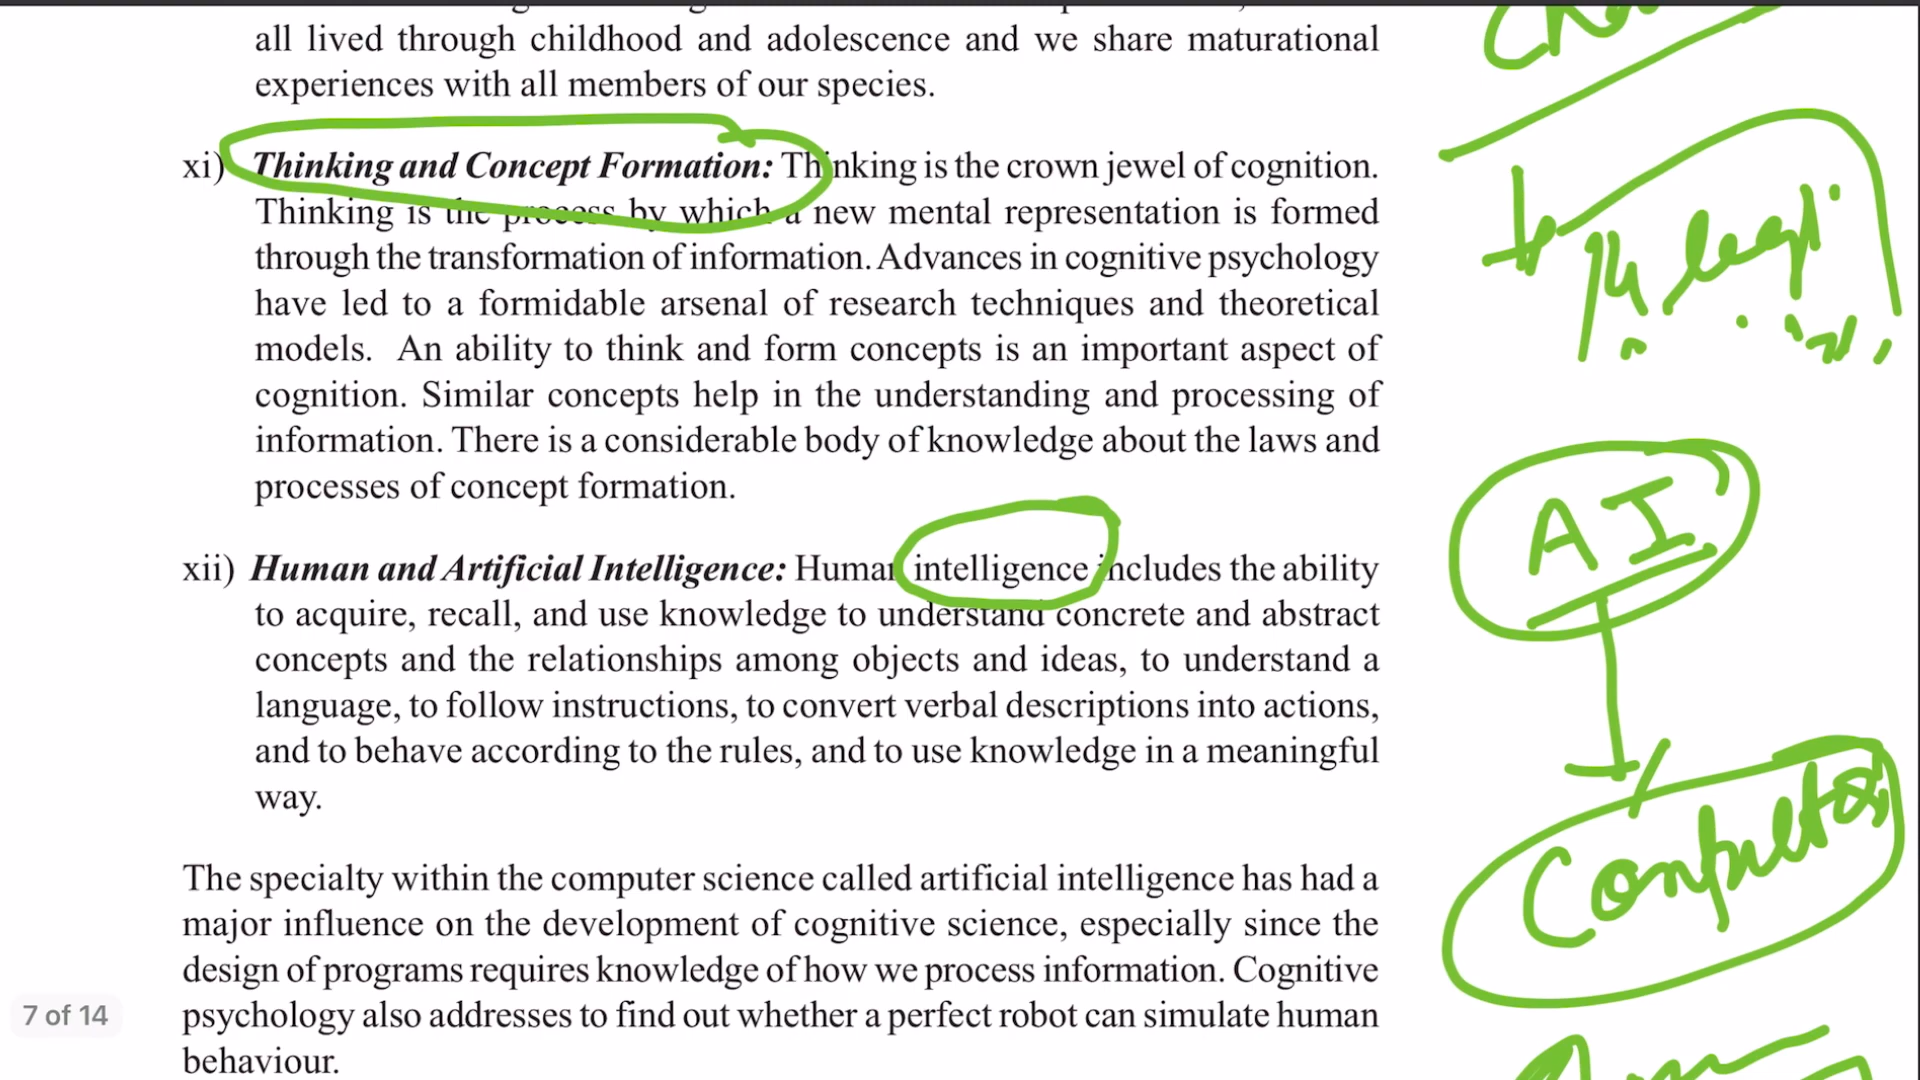 all lived through childhood and adolescence and we share maturational
experiences with all members of our species.
xi) Thinking and Concept Formation: Thinking is the crown jewel of cognition.
Thinking is the process by which a new mental representation is formed
through the transformation of information. Advances in cognitive psychology
have led to a formidable arsenal of research techniques and theoretical
models. An ability to think and form concepts is an important aspect of
cognition. Similar concepts help in the understanding and processing of
information. There is a considerable body of knowledge about the laws and
processes of concept formation.
xii) Human and Artificial Intelligence: Human intelligence includes the ability
to acquire, recall, and use knowledge to understand concrete and abstract
concepts and the relationships among objects and ideas, to understand a
language, to follow instructions, to convert verbal descriptions into actions,
and to behave according to the rules, and to use knowledge in a meaningful
way.
The specialty within the computer science called artificial intelligence has had a
major influence on the development of cognitive science, especially since the
design of programs requires knowledge of how we process information. Cognitive
psychology also addresses to find out whether a perfect robot can simulate human
behaviour.
7 of 14
AI